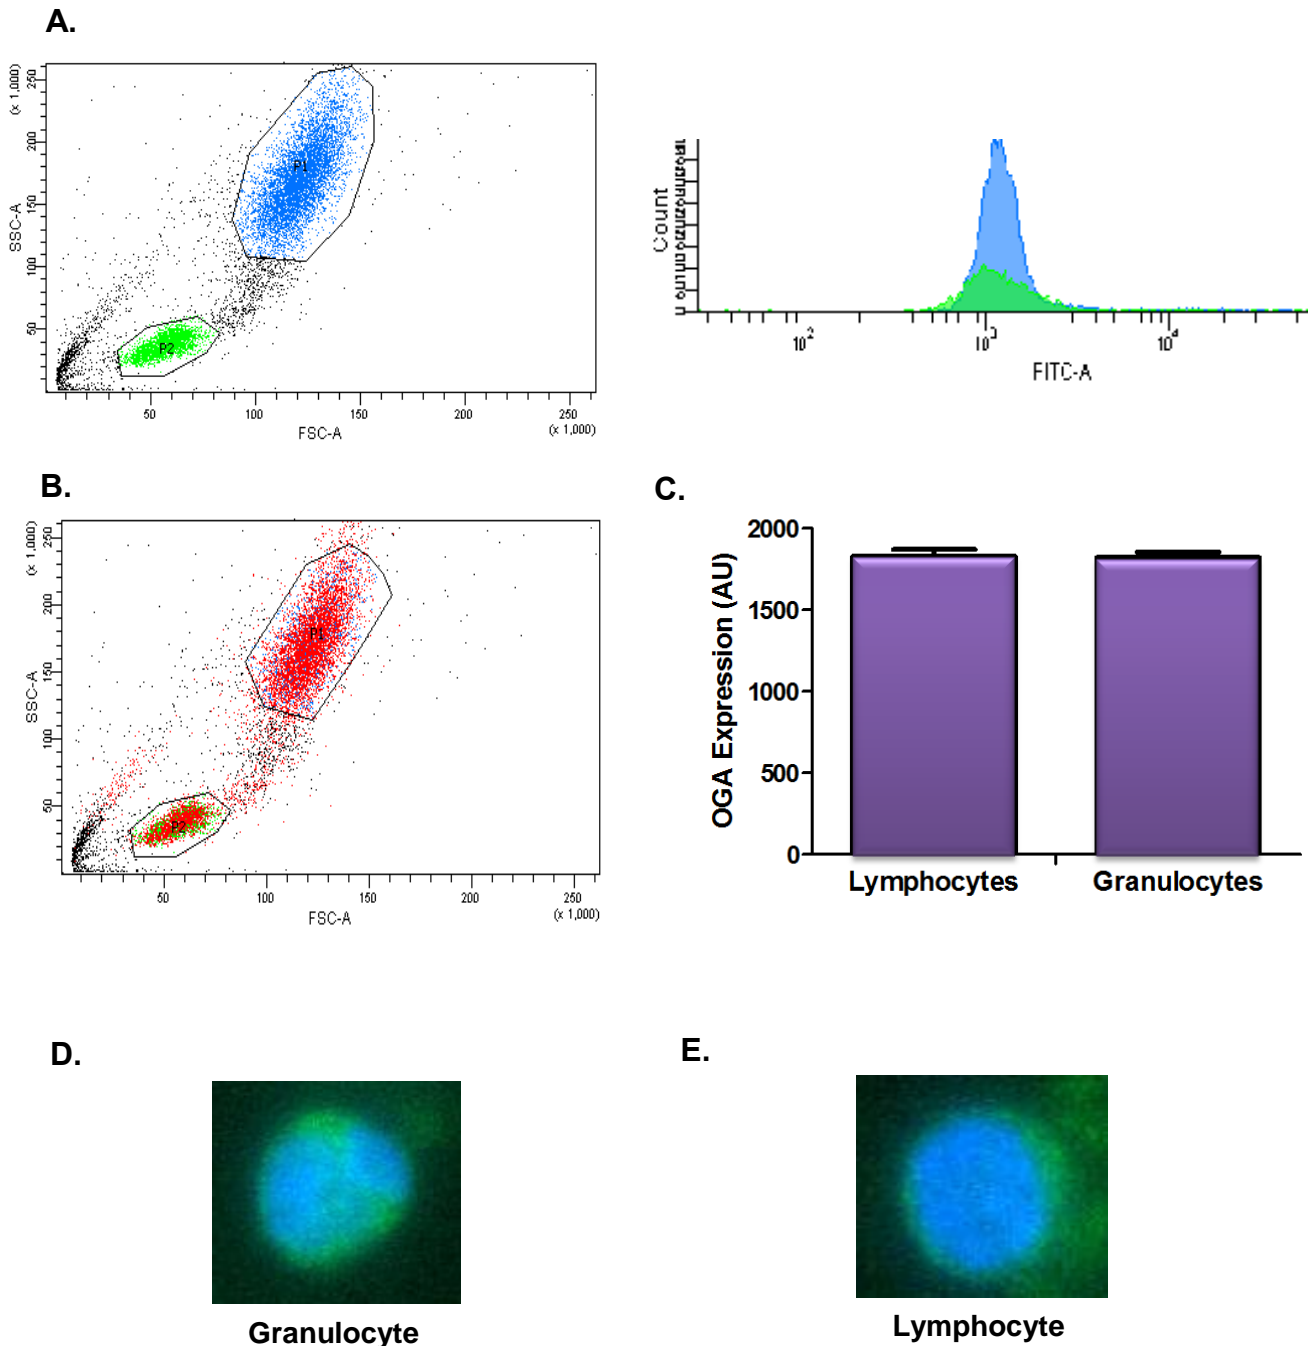 A.
(x 1,000)
250
200
150
100
50
SSC-A
P1
P2
50 100 150 200 250
(x 1,000)
FSC-A
Count
10² 10³ 10⁴
FITC-A
B.
(x 1,000)
250
200
150
100
50
SSC-A
P1
P2
50 100 150 200 250
(x 1,000)
FSC-A
C.
OGA Expression (AU)
2000
1500
1000
500
0
Lymphocytes Granulocytes
D.
Granulocyte
E.
Lymphocyte